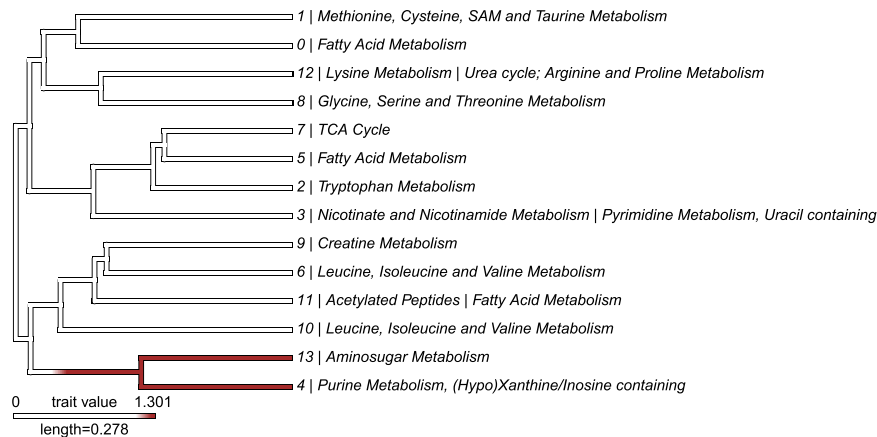 1 | Methionine, Cysteine, SAM and Taurine Metabolism
0 | Fatty Acid Metabolism
12 | Lysine Metabolism | Urea cycle; Arginine and Proline Metabolism
8 | Glycine, Serine and Threonine Metabolism
7 | TCA Cycle
5 | Fatty Acid Metabolism
2 | Tryptophan Metabolism
3 | Nicotinate and Nicotinamide Metabolism | Pyrimidine Metabolism, Uracil containing
9 | Creatine Metabolism
6 | Leucine, Isoleucine and Valine Metabolism
11 | Acetylated Peptides | Fatty Acid Metabolism
10 | Leucine, Isoleucine and Valine Metabolism
13 | Aminosugar Metabolism
4 | Purine Metabolism, (Hypo)Xanthine/Inosine containing
0 trait value 1.301
length=0.278